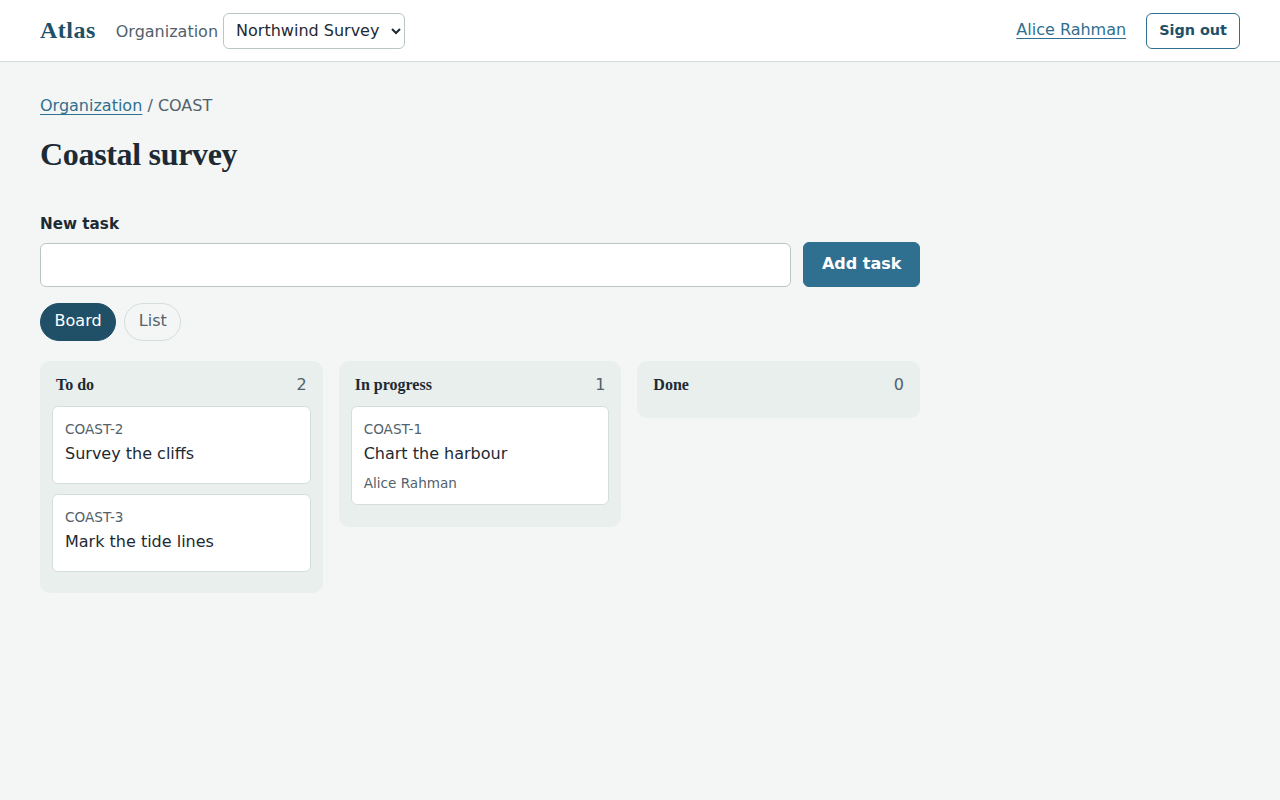 Atlas Organization Northwind Survey Alice Rahman Sign out
Organization / COAST
Coastal survey
New task
Add task
Board List
To do 2
COAST-2
Survey the cliffs
COAST-3
Mark the tide lines
In progress 1
COAST-1
Chart the harbour
Alice Rahman
Done 0